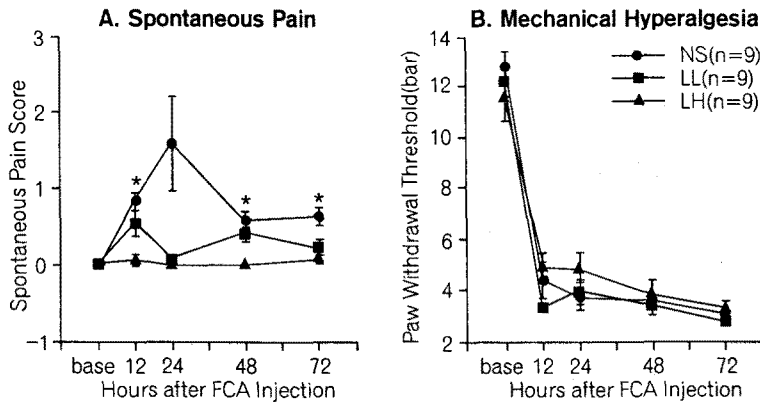 A. Spontaneous Pain
3
2
1
0
−1
Spontaneous Pain Score
*
*
*
base 12 24 48 72
Hours after FCA Injection
B. Mechanical Hyperalgesia
14
12
10
8
6
4
2
Paw Withdrawal Threshold(bar)
NS(n=9)
LL(n=9)
LH(n=9)
base 12 24 48 72
Hours after FCA Injection